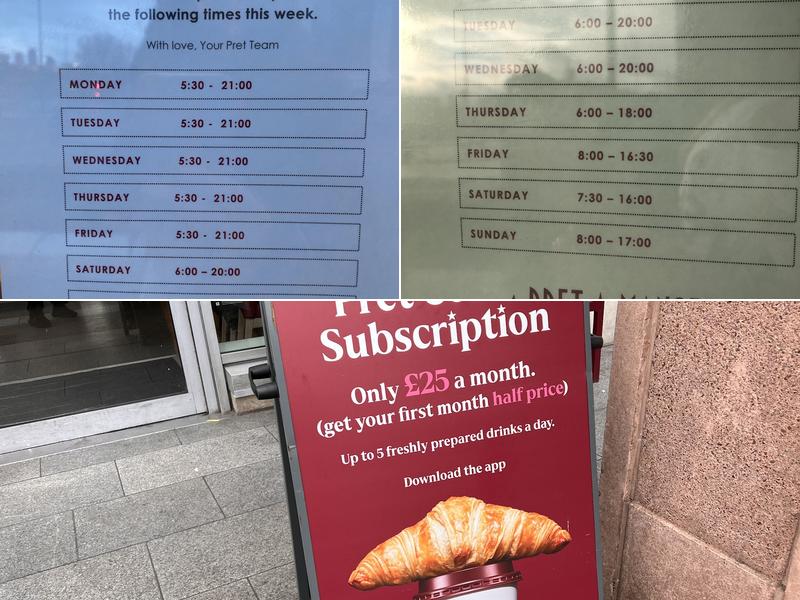 the following times this week.
With love, Your Pret Team
MONDAY 5:30 - 21:00
TUESDAY 5:30 - 21:00
WEDNESDAY 5:30 - 21:00
THURSDAY 5:30 - 21:00
FRIDAY 5:30 - 21:00
SATURDAY 6:00 – 20:00
TUESDAY 6:00 – 20:00
WEDNESDAY 6:00 – 20:00
THURSDAY 6:00 – 18:00
FRIDAY 8:00 – 16:30
SATURDAY 7:30 – 16:00
SUNDAY 8:00 – 17:00
PRET A
Pret
Subscription
Only £25 a month.
(get your first month half price)
Up to 5 freshly prepared drinks a day.
Download the app